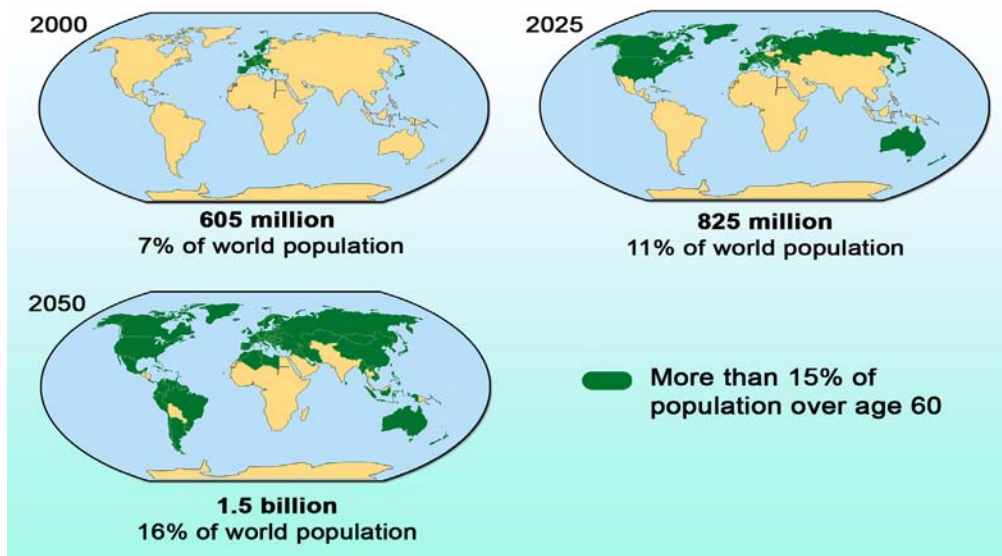 2000
605 million
7% of world population
2025
825 million
11% of world population
2050
1.5 billion
16% of world population
More than 15% of
population over age 60